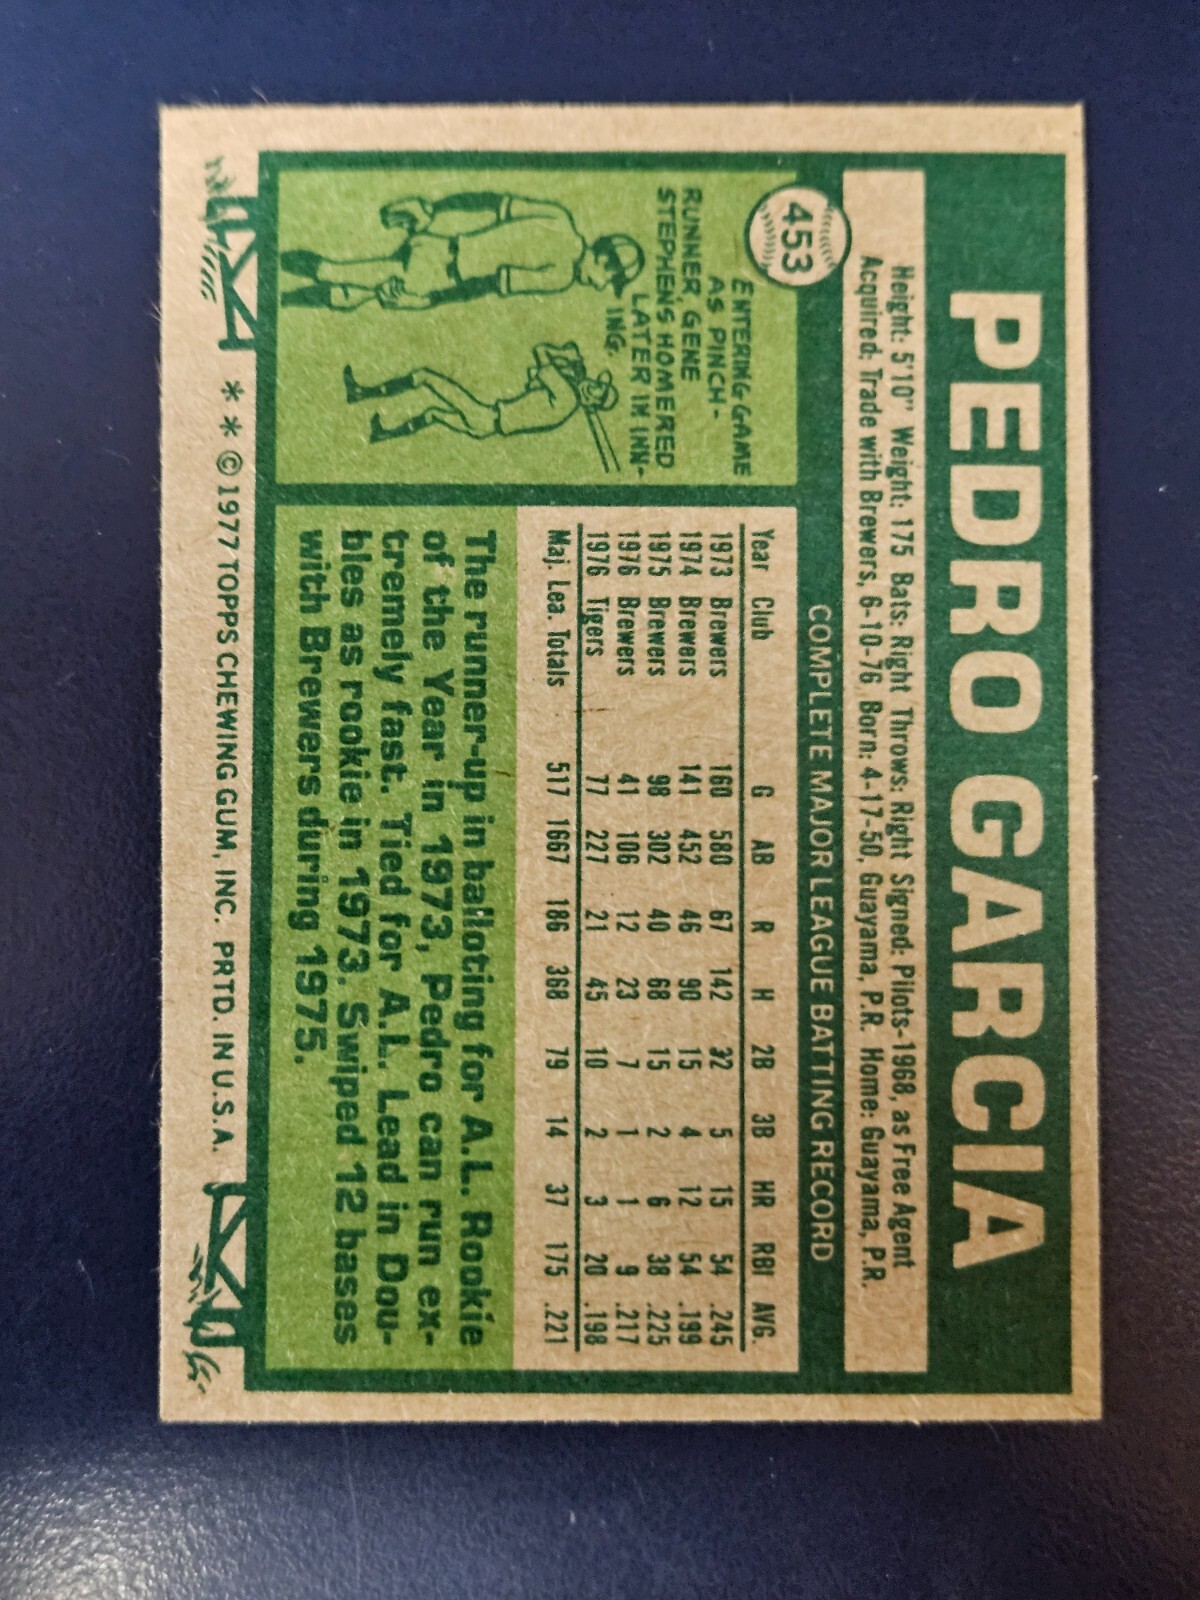 PEDRO GARCIA
453
Height: 5'10" Weight: 175 Bats: Right Throws: Right Signed: Pilots-1968, as Free Agent
Acquired: Trade with Brewers, 6-10-76 Born: 4-17-50, Guayama, P.R. Home: Guayama, P.R.
COMPLETE MAJOR LEAGUE BATTING RECORD
Year Club G AB R H 2B 3B HR RBI AVG.
1973 Brewers 160 580 67 142 32 5 15 54 .245
1974 Brewers 141 452 46 90 15 4 12 54 .199
1975 Brewers 98 302 40 68 15 2 6 38 .225
1976 Brewers 41 106 12 23 7 1 1 9 .217
1976 Tigers 77 227 21 45 10 2 3 20 .198
Maj. Lea. Totals 517 1667 186 368 79 14 37 175 .221
ENTERING GAME
AS PINCH-
RUNNER, GENE
STEPHENS HOMERED
LATER IN INN-
ING.
The runner-up in balloting for A.L. Rookie
of the Year in 1973, Pedro can run ex-
tremely fast. Tied for A.L. Lead in Dou-
bles as rookie in 1973. Swiped 12 bases
with Brewers during 1975.
* * © 1977 TOPPS CHEWING GUM, INC. PRTD. IN U.S.A.